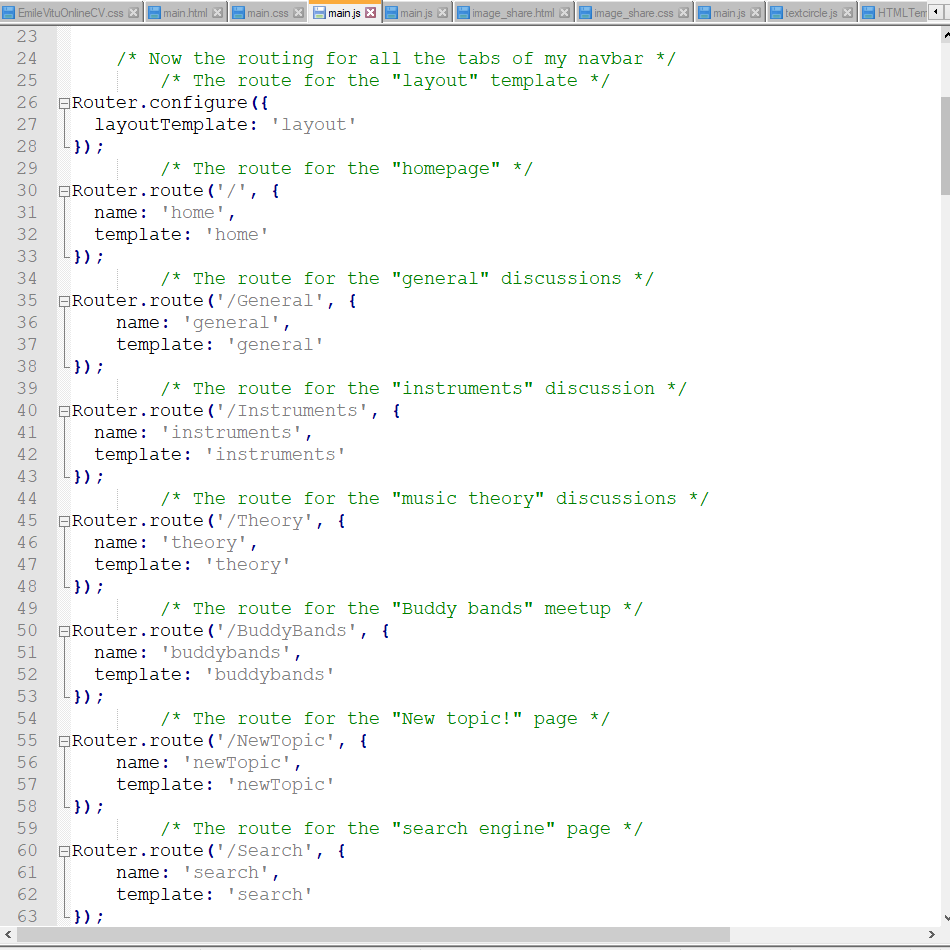 EmileVituOnlineCV.css main.html main.css main.js main.js image_share.html image_share.css main.js textcircle.js HTMLTem
23
24 /* Now the routing for all the tabs of my navbar */
25 /* The route for the "layout" template */
26 Router.configure({
27 layoutTemplate: 'layout'
28 });
29 /* The route for the "homepage" */
30 Router.route('/', {
31 name: 'home',
32 template: 'home'
33 });
34 /* The route for the "general" discussions */
35 Router.route('/General', {
36 name: 'general',
37 template: 'general'
38 });
39 /* The route for the "instruments" discussion */
40 Router.route('/Instruments', {
41 name: 'instruments',
42 template: 'instruments'
43 });
44 /* The route for the "music theory" discussions */
45 Router.route('/Theory', {
46 name: 'theory',
47 template: 'theory'
48 });
49 /* The route for the "Buddy bands" meetup */
50 Router.route('/BuddyBands', {
51 name: 'buddybands',
52 template: 'buddybands'
53 });
54 /* The route for the "New topic!" page */
55 Router.route('/NewTopic', {
56 name: 'newTopic',
57 template: 'newTopic'
58 });
59 /* The route for the "search engine" page */
60 Router.route('/Search', {
61 name: 'search',
62 template: 'search'
63 });